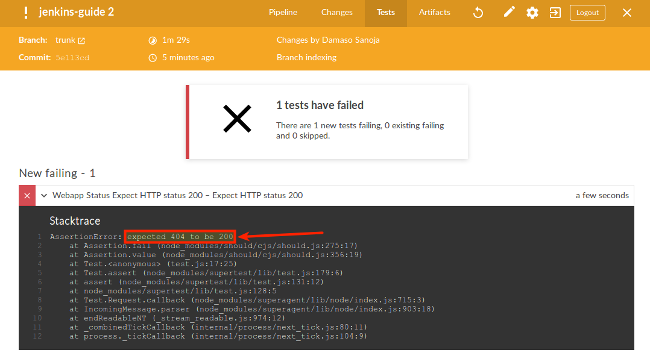 jenkins-guide 2
Pipeline Changes Tests Artifacts Logout
Branch: trunk 1m 29s Changes by Damaso Sanoja
Commit: 5e113cd 5 minutes ago Branch indexing
1 tests have failed
There are 1 new tests failing, 0 existing failing
and 0 skipped.
New failing - 1
Webapp Status Expect HTTP status 200 – Expect HTTP status 200 a few seconds
Stacktrace
1 AssertionError: expected 404 to be 200
2 at Assertion.fail (node_modules/should/cjs/should.js:275:17)
3 at Assertion.value (node_modules/should/cjs/should.js:356:19)
4 at Test.<anonymous> (test.js:17:25)
5 at Test.assert (node_modules/supertest/lib/test.js:179:6)
6 at assert (node_modules/supertest/lib/test.js:131:12)
7 at node_modules/supertest/lib/test.js:128:5
8 at Test.Request.callback (node_modules/superagent/lib/node/index.js:715:3)
9 at IncomingMessage.parser (node_modules/superagent/lib/node/index.js:903:18)
10 at endReadableNT (_stream_readable.js:974:12)
11 at _combinedTickCallback (internal/process/next_tick.js:80:11)
12 at process._tickCallback (internal/process/next_tick.js:104:9)